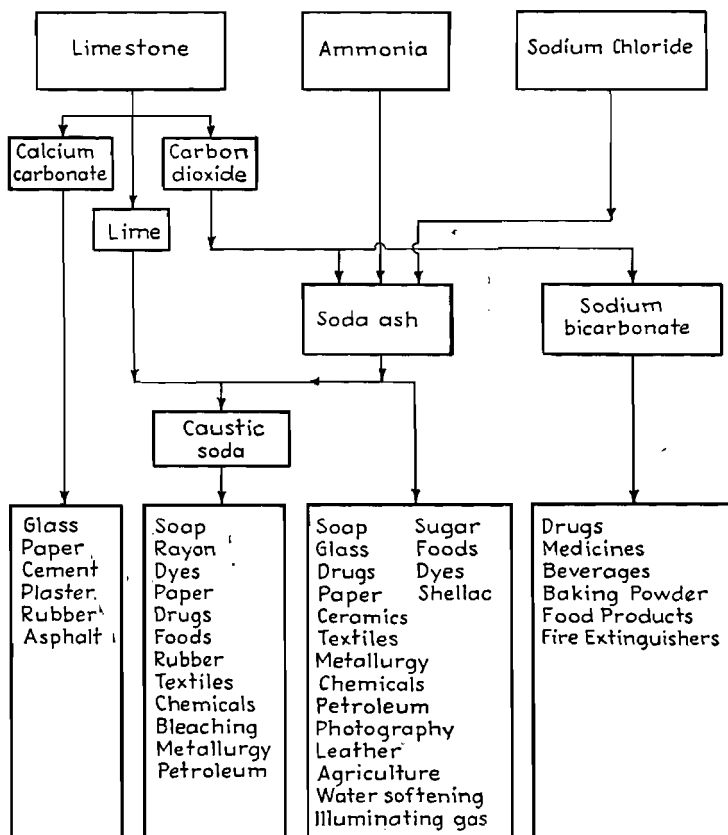 Limestone
Ammonia
Sodium Chloride
Calcium
carbonate
Carbon
dioxide
Lime
Soda ash
Sodium
bicarbonate
Caustic
soda
Glass
Paper
Cement
Plaster
Rubber
Asphalt
Soap
Rayon
Dyes
Paper
Drugs
Foods
Rubber
Textiles
Chemicals
Bleaching
Metallurgy
Petroleum
Soap Sugar
Glass Foods
Drugs Dyes
Paper Shellac
Ceramics
Textiles
Metallurgy
Chemicals
Petroleum
Photography
Leather
Agriculture
Water softening
Illuminating gas
Drugs
Medicines
Beverages
Baking Powder
Food Products
Fire Extinguishers